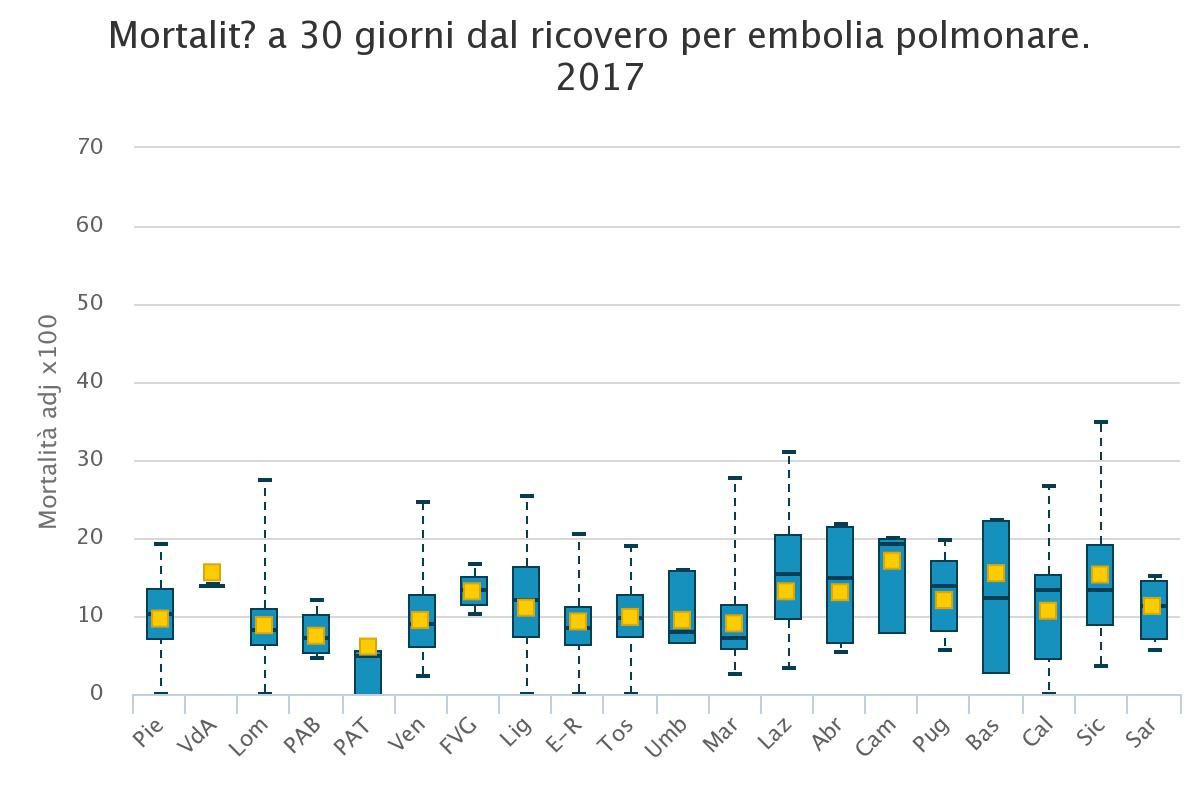 Mortalit? a 30 giorni dal ricovero per embolia polmonare.
2017
Mortalità adj x100
70
60
50
40
30
20
10
0
Pie
VdA
Lom
PAB
PAT
Ven
FVG
Lig
E-R
Tos
Umb
Mar
Laz
Abr
Cam
Pug
Bas
Cal
Sic
Sar